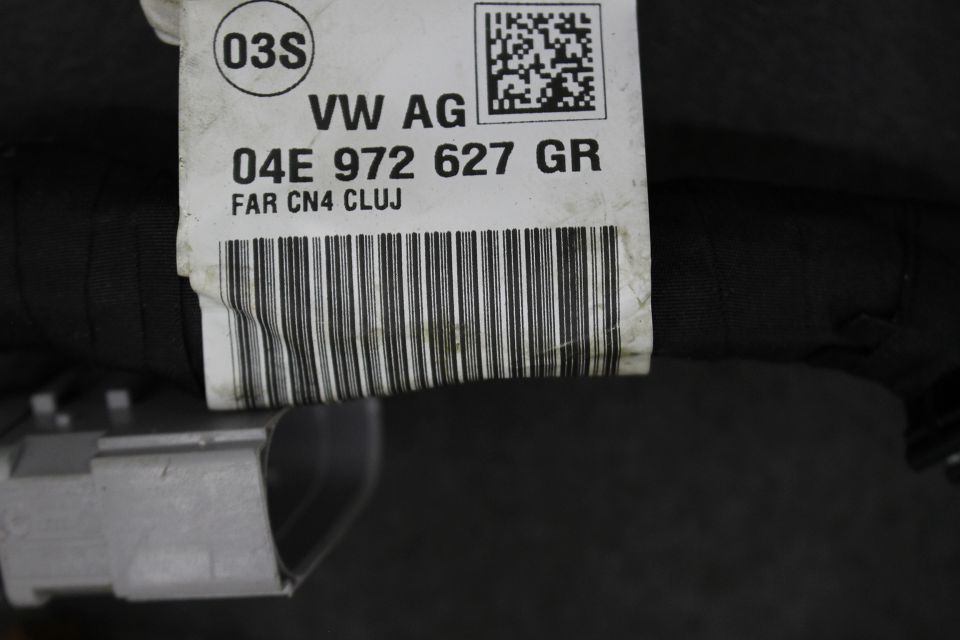 03S
VW AG
04E 972 627 GR
FAR CN4 CLUJ